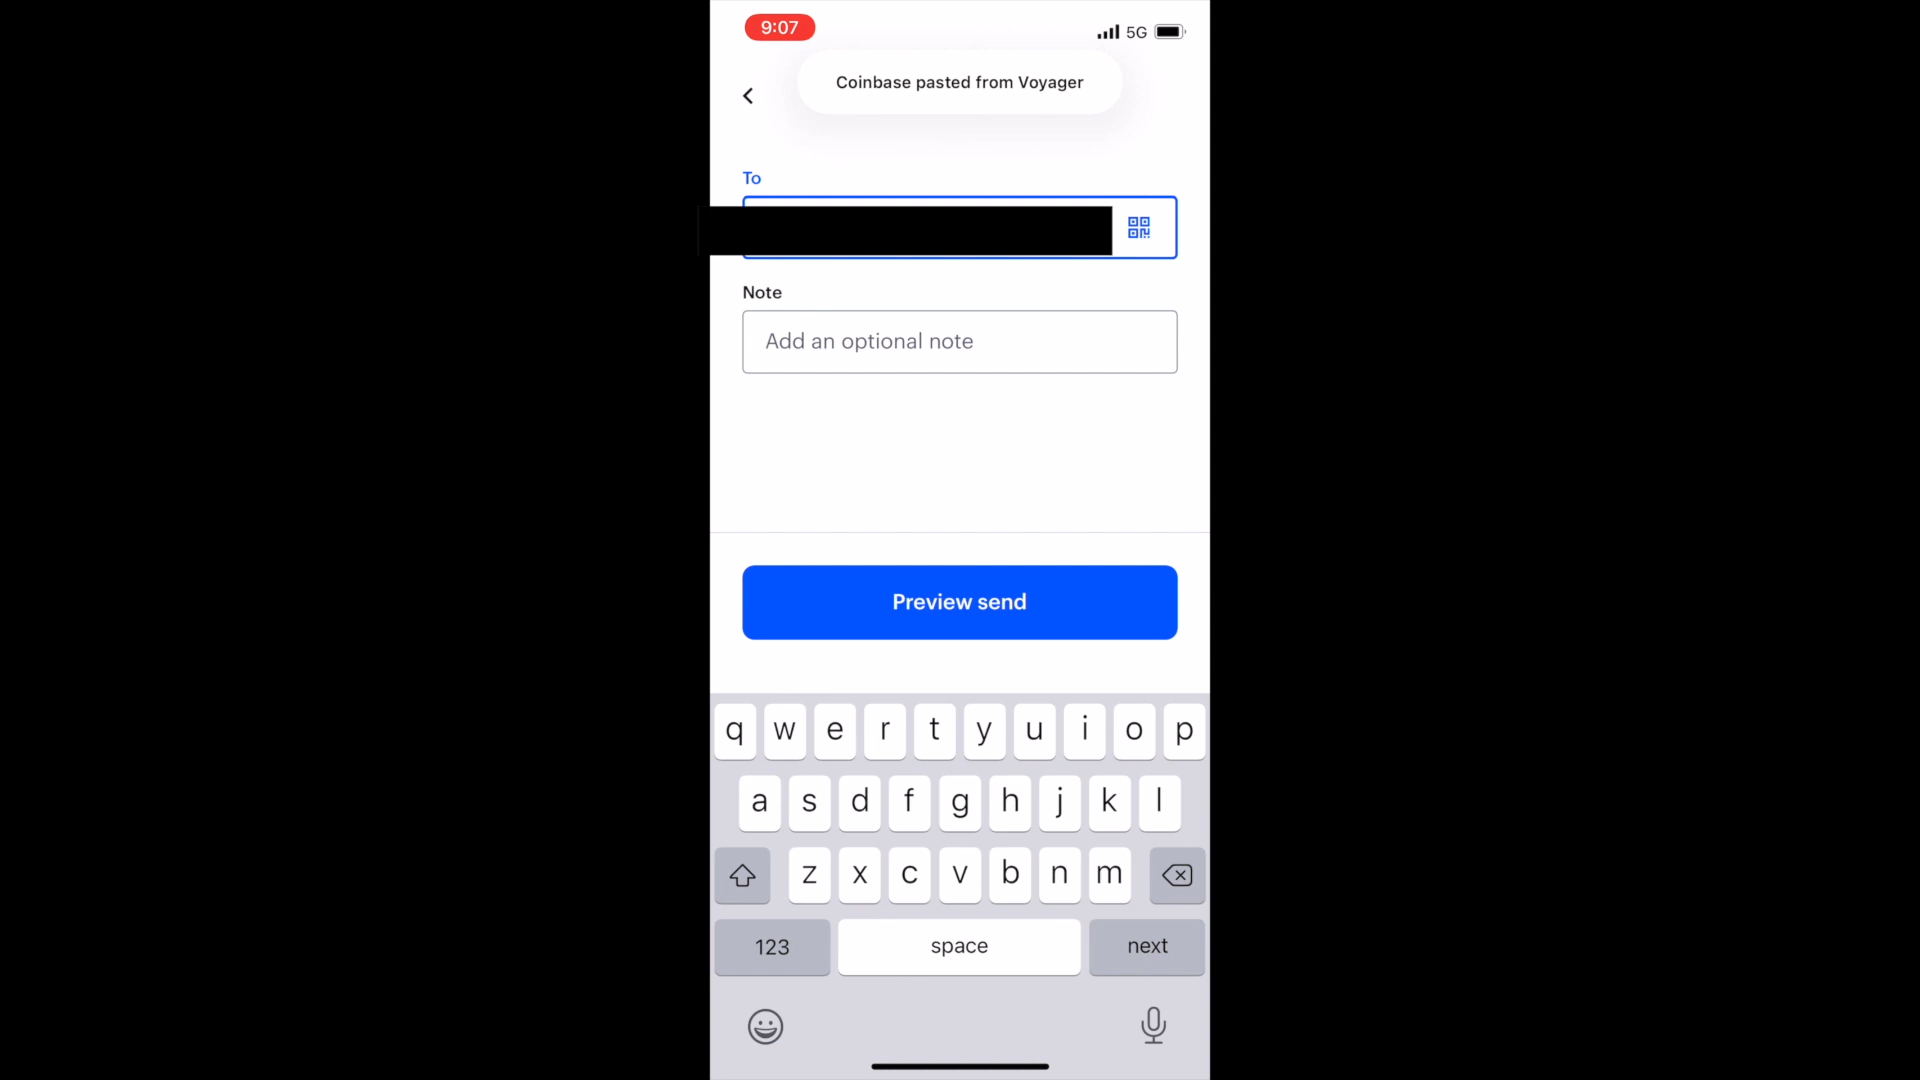 9:07
5G
Coinbase pasted from Voyager
To
Note
Add an optional note
Preview send
q w e r t y u i o p
a s d f g h j k l
z x c v b n m
123 space next